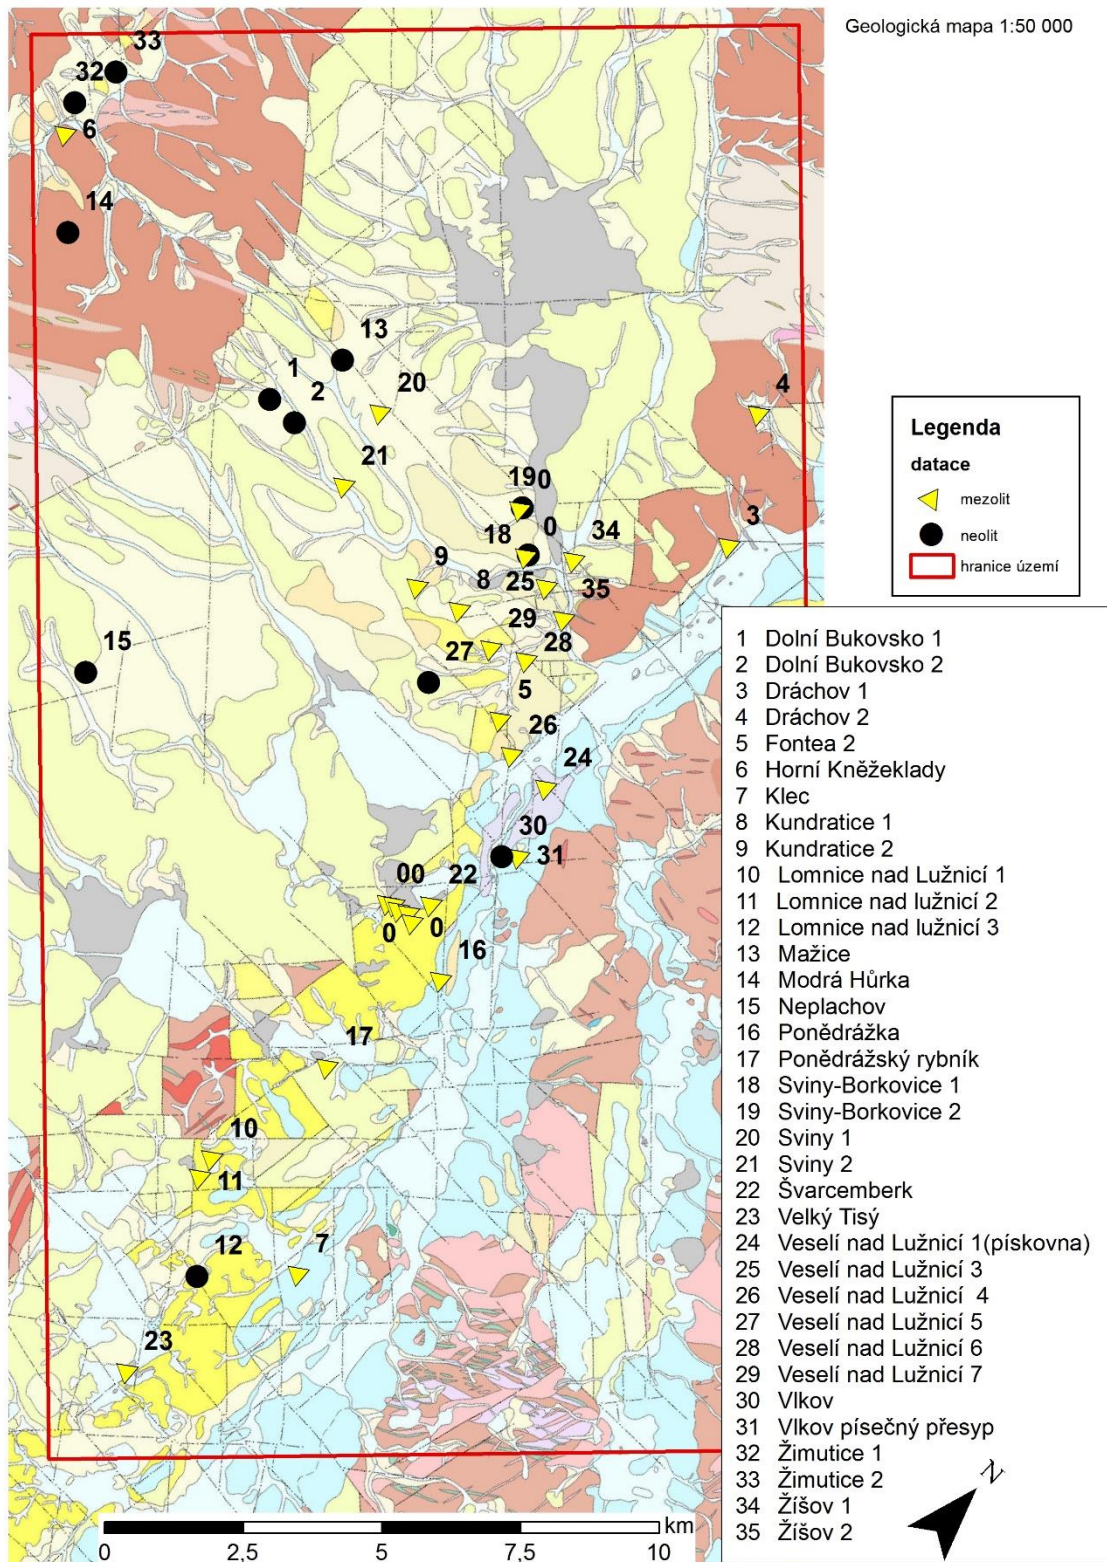 Geologická mapa 1:50 000
33
32
6
14
13
1
2
20
4
21
190
3
18
0
34
9
8
25
35
29
28
15
27
5
26
24
30
31
00
22
0
0
16
17
10
11
12
7
23
Legenda
datace
mezolit
neolit
hranice území
1 Dolní Bukovsko 1
2 Dolní Bukovsko 2
3 Dráchov 1
4 Dráchov 2
5 Fontea 2
6 Horní Kněžeklady
7 Klec
8 Kundratice 1
9 Kundratice 2
10 Lomnice nad Lužnicí 1
11 Lomnice nad lužnicí 2
12 Lomnice nad lužnicí 3
13 Mažice
14 Modrá Hůrka
15 Neplachov
16 Ponědrážka
17 Ponědrážský rybník
18 Sviny-Borkovice 1
19 Sviny-Borkovice 2
20 Sviny 1
21 Sviny 2
22 Švarcemberk
23 Velký Tisý
24 Veselí nad Lužnicí 1(pískovna)
25 Veselí nad Lužnicí 3
26 Veselí nad Lužnicí 4
27 Veselí nad Lužnicí 5
28 Veselí nad Lužnicí 6
29 Veselí nad Lužnicí 7
30 Vlkov
31 Vlkov písečný přesyp
32 Žimutice 1
33 Žimutice 2
34 Žíšov 1
35 Žíšov 2
N
km
0 2,5 5 7,5 10